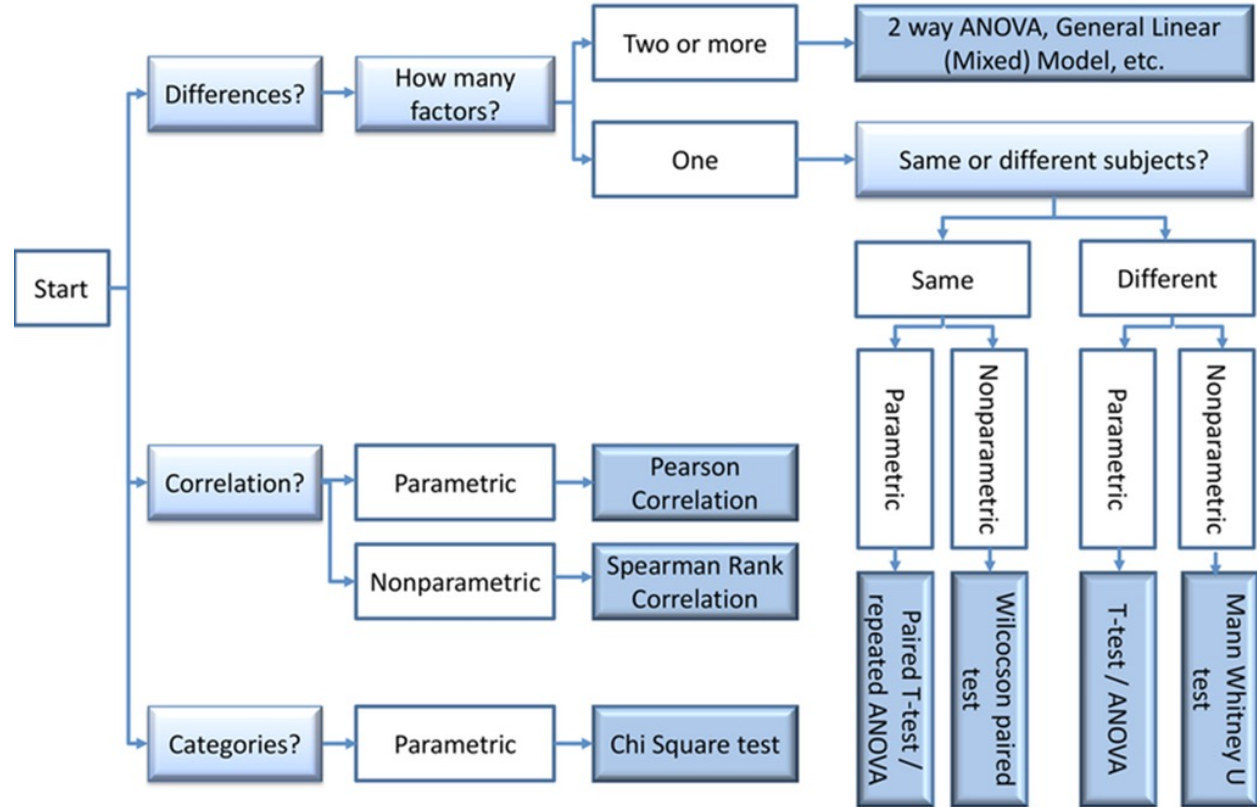 Start
Differences?
How many
factors?
Two or more
2 way ANOVA, General Linear
(Mixed) Model, etc.
One
Same or different subjects?
Same
Different
Parametric
Nonparametric
Parametric
Nonparametric
Paired T-test /
repeated ANOVA
Wilcocson paired
test
T-test / ANOVA
Mann Whitney U
test
Correlation?
Parametric
Pearson
Correlation
Nonparametric
Spearman Rank
Correlation
Categories?
Parametric
Chi Square test